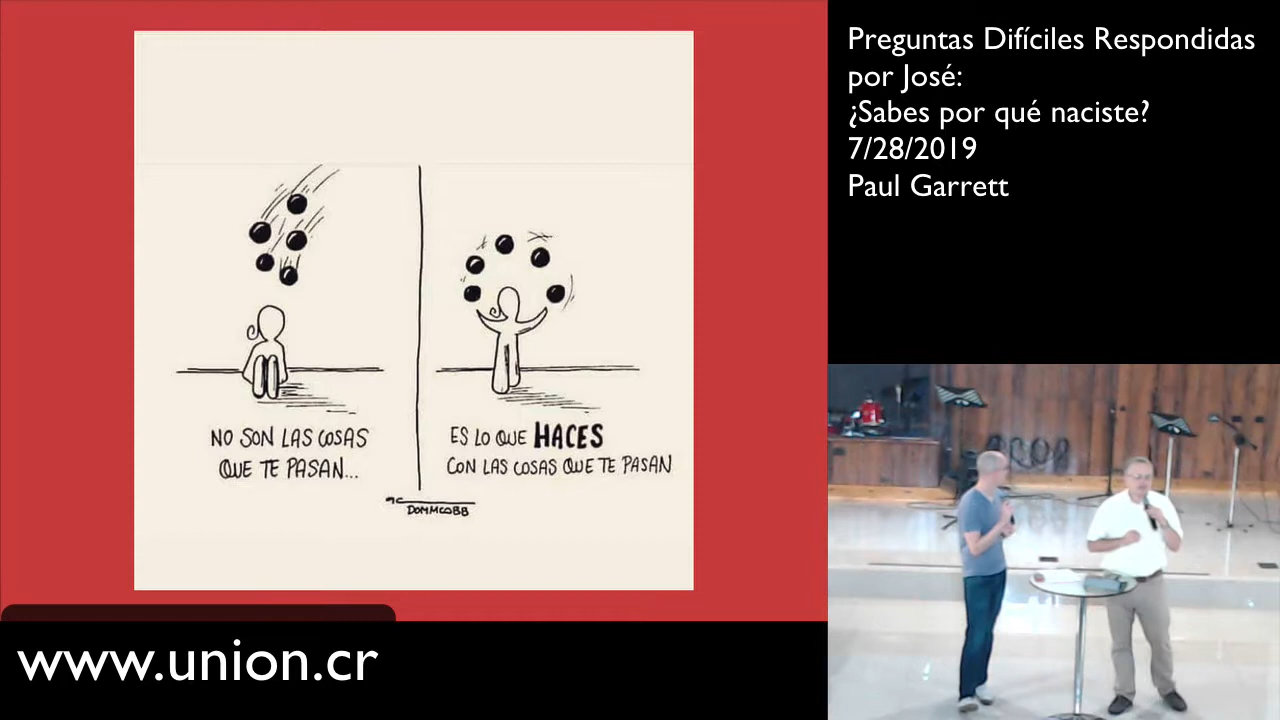 NO SON LAS COSAS
QUE TE PASAN...
ES LO QUE HACES
CON LAS COSAS QUE TE PASAN
DOMMCOBB
www.union.cr
Preguntas Difíciles Respondidas
por José:
¿Sabes por qué naciste?
7/28/2019
Paul Garrett